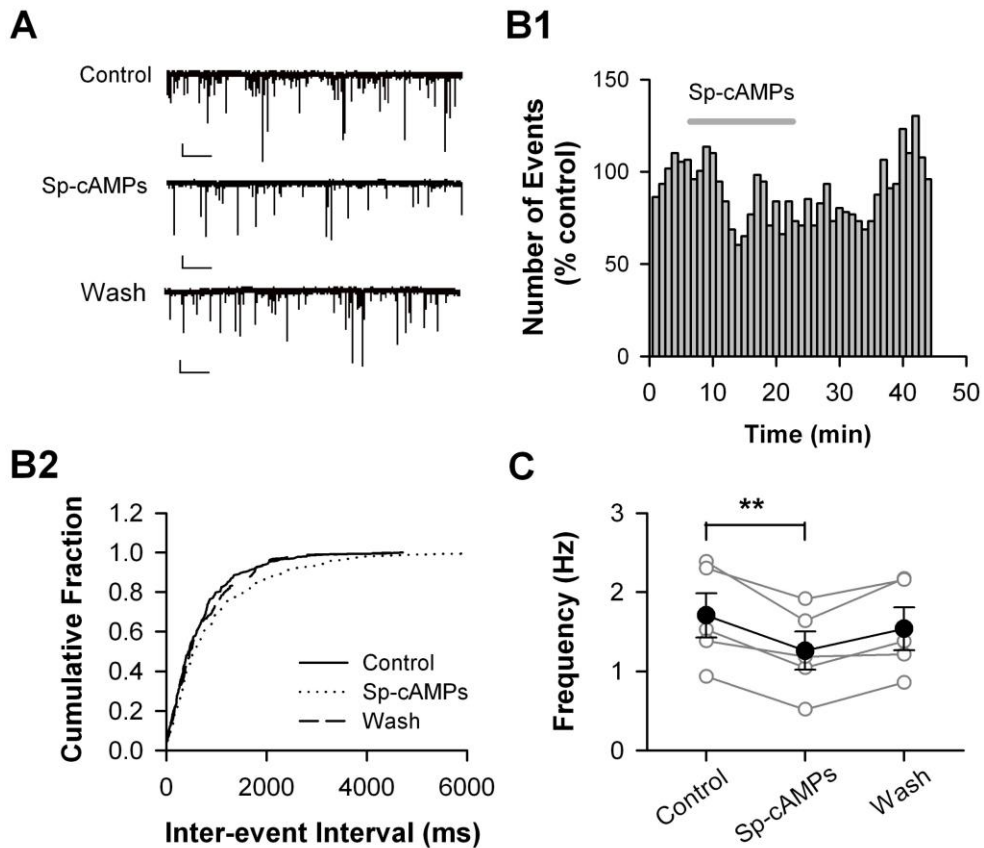 A
Control
Sp-cAMPs
Wash
B1
150
100
50
0
Number of Events
(% control)
Sp-cAMPs
0 10 20 30 40 50
Time (min)
B2
1.2
1.0
0.8
0.6
0.4
0.2
0.0
Cumulative Fraction
Control
Sp-cAMPs
Wash
0 2000 4000 6000
Inter-event Interval (ms)
C
3
2
1
0
Frequency (Hz)
**
Control Sp-cAMPs Wash